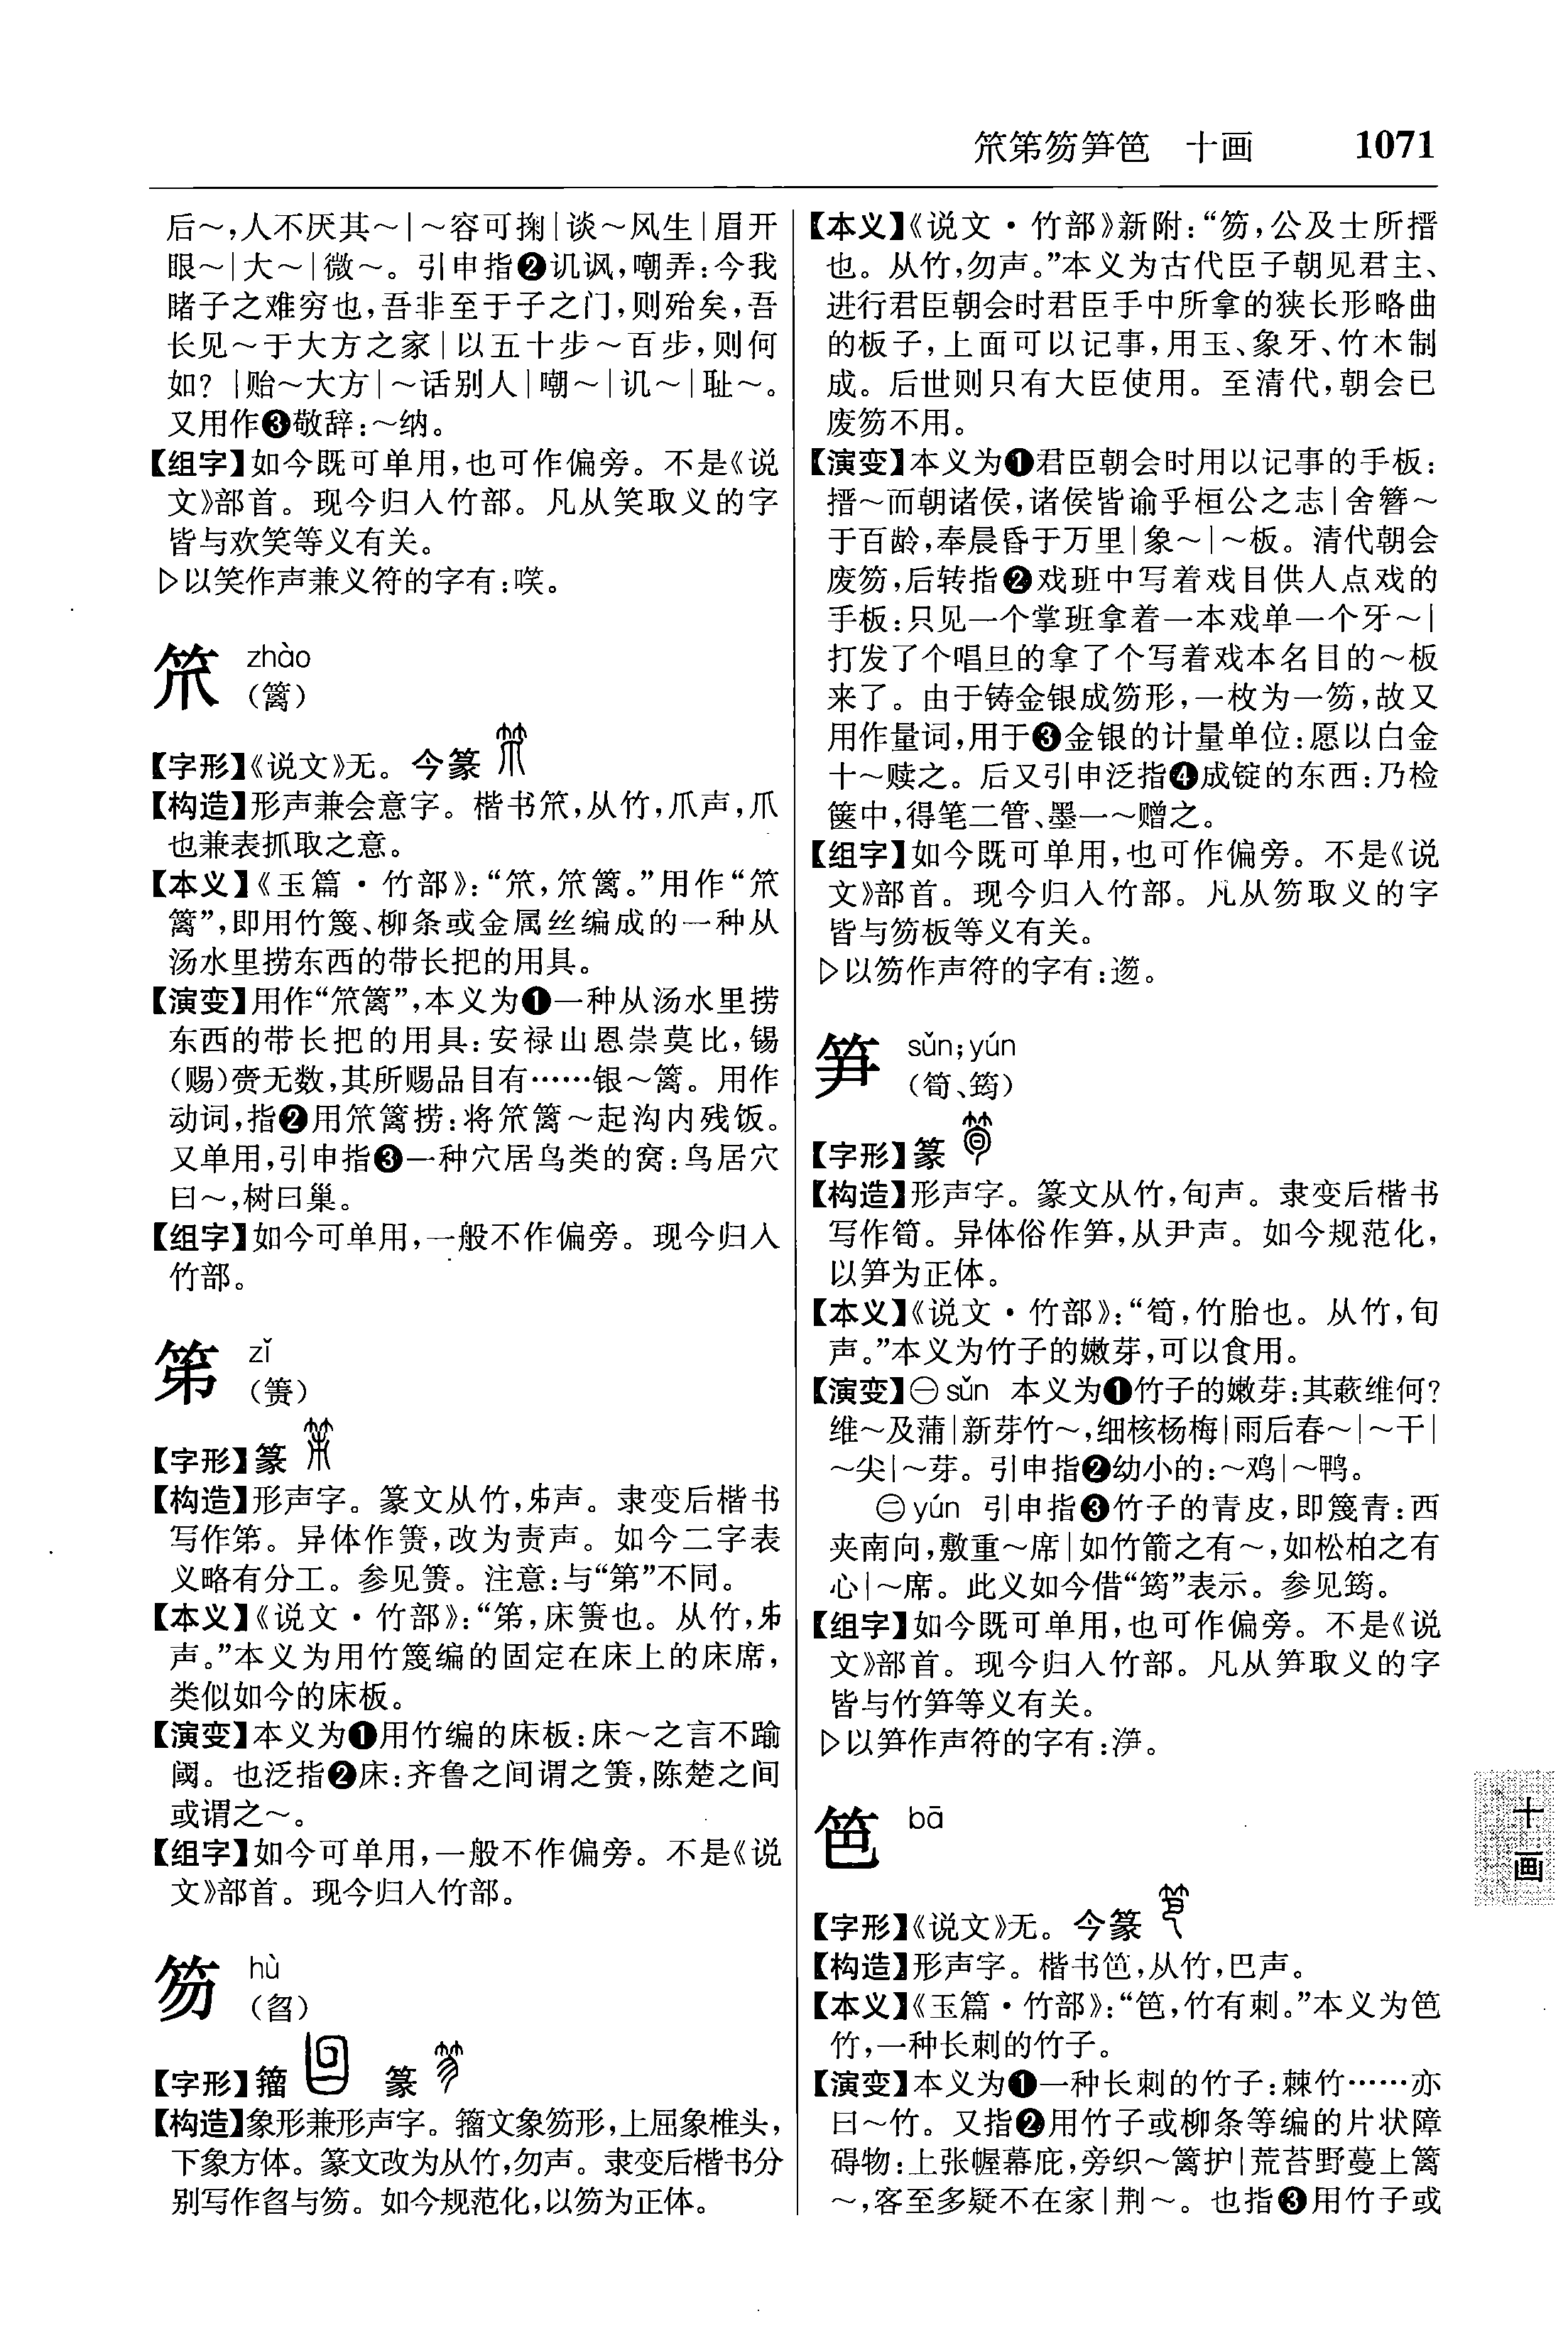 笊笫笏笋笆　十画　1071
后～,人不厌其～|～容可掬|谈～风生|眉开
眼～|大～|微～。引申指❷讥讽,嘲弄:今我
睹子之难穷也,吾非至于子之门,则殆矣,吾
长见～于大方之家|以五十步～百步,则何
如?|贻～大方|～话别人|嘲～|讥～|耻～。
又用作❸敬辞:～纳。
【组字】如今既可单用,也可作偏旁。不是《说
文》部首。现今归入竹部。凡从笑取义的字
皆与欢笑等义有关。
▷以笑作声兼义符的字有:㗛。
笊 zhào
(篱)
【字形】《说文》无。今篆
【构造】形声兼会意字。楷书笊,从竹,爪声,爪
也兼表抓取之意。
【本义】《玉篇·竹部》:“笊,笊篱。”用作“笊
篱”,即用竹篾、柳条或金属丝编成的一种从
汤水里捞东西的带长把的用具。
【演变】用作“笊篱”,本义为❶一种从汤水里捞
东西的带长把的用具:安禄山恩崇莫比,锡
(赐)赍无数,其所赐品目有……银～篱。用作
动词,指❷用笊篱捞:将笊篱～起沟内残饭。
又单用,引申指❸一种穴居鸟类的窝:鸟居穴
曰～,树曰巢。
【组字】如今可单用,一般不作偏旁。现今归入
竹部。
笫 zǐ
(箦)
【字形】篆
【构造】形声字。篆文从竹,𠂔声。隶变后楷书
写作笫。异体作箦,改为责声。如今二字表
义略有分工。参见箦。注意:与“第”不同。
【本义】《说文·竹部》:“笫,床箦也。从竹,𠂔
声。”本义为用竹篾编的固定在床上的床席,
类似如今的床板。
【演变】本义为❶用竹编的床板:床～之言不踰
阈。也泛指❷床:齐鲁之间谓之箦,陈楚之间
或谓之～。
【组字】如今可单用,一般不作偏旁。不是《说
文》部首。现今归入竹部。
笏 hù
(曶)
【字形】籀　篆
【构造】象形兼形声字。籀文象笏形,上屈象椎头,
下象方体。篆文改为从竹,勿声。隶变后楷书分
别写作曶与笏。如今规范化,以笏为正体。
【本义】《说文·竹部》新附:“笏,公及士所搢
也。从竹,勿声。”本义为古代臣子朝见君主、
进行君臣朝会时君臣手中所拿的狭长形略曲
的板子,上面可以记事,用玉、象牙、竹木制
成。后世则只有大臣使用。至清代,朝会已
废笏不用。
【演变】本义为❶君臣朝会时用以记事的手板:
搢～而朝诸侯,诸侯皆谕乎桓公之志|舍簪～
于百龄,奉晨昏于万里|象～|～板。清代朝会
废笏,后转指❷戏班中写着戏目供人点戏的
手板:只见一个掌班拿着一本戏单一个牙～|
打发了个唱旦的拿了个写着戏本名目的～板
来了。由于铸金银成笏形,一枚为一笏,故又
用作量词,用于❸金银的计量单位:愿以白金
十～赎之。后又引申泛指❹成锭的东西:乃检
箧中,得笔二管、墨一～赠之。
【组字】如今既可单用,也可作偏旁。不是《说
文》部首。现今归入竹部。凡从笏取义的字
皆与笏板等义有关。
▷以笏作声符的字有:𨔯。
笋 sǔn;yún
(筍、筠)
【字形】篆
【构造】形声字。篆文从竹,旬声。隶变后楷书
写作筍。异体俗作笋,从尹声。如今规范化,
以笋为正体。
【本义】《说文·竹部》:“筍,竹胎也。从竹,旬
声。”本义为竹子的嫩芽,可以食用。
【演变】㊀sǔn 本义为❶竹子的嫩芽:其蔌维何?
维～及蒲|新芽竹～,细核杨梅|雨后春～|～干|
～尖|～芽。引申指❷幼小的:～鸡|～鸭。
㊁yún 引申指❸竹子的青皮,即篾青:西
夹南向,敷重～席|如竹箭之有～,如松柏之有
心|～席。此义如今借“筠”表示。参见筠。
【组字】如今既可单用,也可作偏旁。不是《说
文》部首。现今归入竹部。凡从笋取义的字
皆与竹笋等义有关。
▷以笋作声符的字有:㴚。
笆 bā
【字形】《说文》无。今篆
【构造】形声字。楷书笆,从竹,巴声。
【本义】《玉篇·竹部》:“笆,竹有刺。”本义为笆
竹,一种长刺的竹子。
【演变】本义为❶一种长刺的竹子:棘竹……亦
曰～竹。又指❷用竹子或柳条等编的片状障
碍物:上张幄幕庇,旁织～篱护|荒苔野蔓上篱
～,客至多疑不在家|荆～。也指❸用竹子或
十画